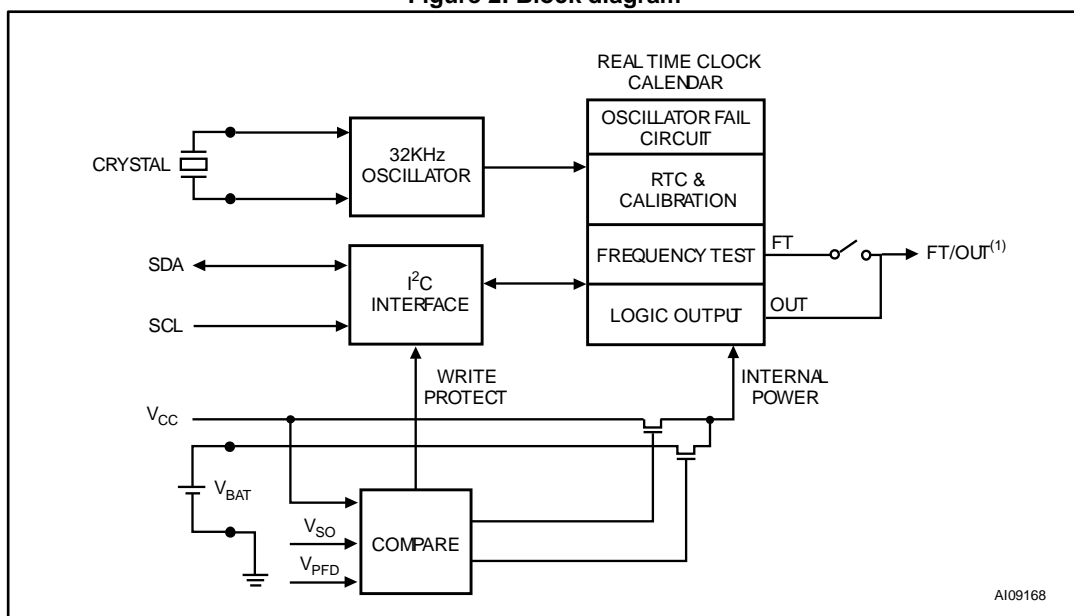 Figure 2. Block diagram
REAL TIME CLOCK
CALENDAR
OSCILLATOR FAIL
CIRCUIT
CRYSTAL
32KHz
OSCILLATOR
RTC &
CALIBRATION
SDA
I²C
INTERFACE
FREQUENCY TEST
FT
FT/OUT(1)
SCL
LOGIC OUTPUT
OUT
WRITE
PROTECT
INTERNAL
POWER
VCC
VBAT
VSO
COMPARE
VPFD
AI09168